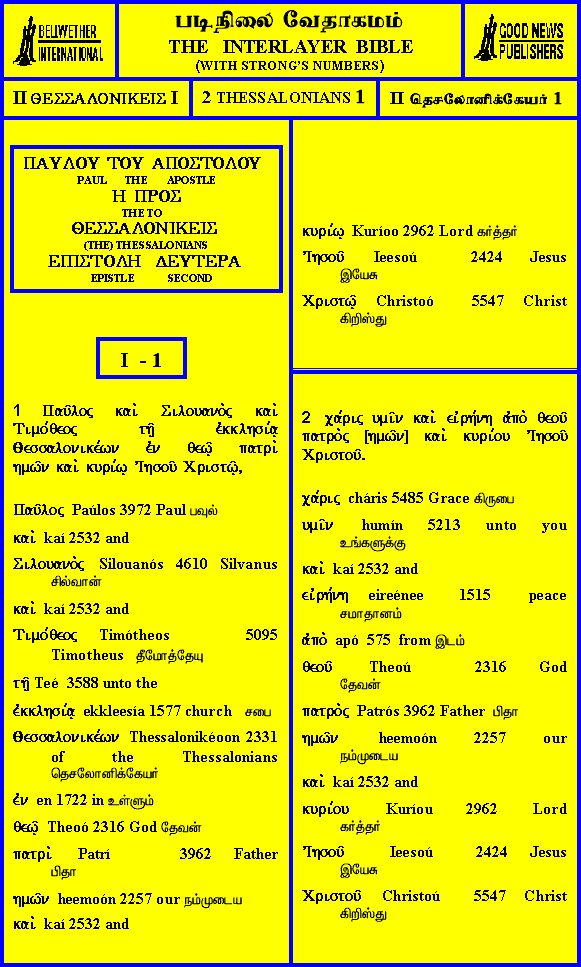 BELLWETHER
INTERNATIONAL
படிநிலை வேதாகமம்
THE INTERLAYER BIBLE
(WITH STRONG'S NUMBERS)
GOOD NEWS
PUBLISHERS
II ΘΕΣΣΑΛΟΝΙΚΕΙΣ I
2 THESSALONIANS 1
II தெசலோனிக்கேயர் 1
ΠΑΥΛΟΥ ΤΟΥ ΑΠΟΣΤΟΛΟΥ
PAUL THE APOSTLE
Η ΠΡΟΣ
THE TO
ΘΕΣΣΑΛΟΝΙΚΕΙΣ
(THE) THESSALONIANS
ΕΠΙΣΤΟΛΗ ΔΕΥΤΕΡΑ
EPISTLE SECOND
I - 1
1 Παῦλος καὶ Σιλουανὸς καὶ
Τιμόθεος τῇ ἐκκλησίᾳ
Θεσσαλονικέων ἐν θεῷ πατρὶ
ημῶν καὶ κυρίῳ Ἰησοῦ Χριστῷ,
Παῦλος Paúlos 3972 Paul பவுல்
καὶ kaí 2532 and
Σιλουανὸς Silouanós 4610 Silvanus
சில்வான்
καὶ kaí 2532 and
Τιμόθεος Timótheos 5095
Timotheus தீமோத்தேயு
τῇ Teé 3588 unto the
ἐκκλησίᾳ ekkleesía 1577 church சபை
Θεσσαλονικέων Thessalonikéoon 2331
of the Thessalonians
தெசலோனிக்கேயர்
ἐν en 1722 in உள்ளும்
θεῷ Theoó 2316 God தேவன்
πατρὶ Patrí 3962 Father
பிதா
ημῶν heemoón 2257 our நம்முடைய
καὶ kaí 2532 and
κυρίῳ Kuríoo 2962 Lord கர்த்தர்
Ἰησοῦ Ieesoú 2424 Jesus
இயேசு
Χριστῷ Christoó 5547 Christ
கிறிஸ்து
2 χάρις υμῖν καὶ εἰρήνη ἀπὸ θεοῦ
πατρὸς [ημῶν] καὶ κυρίου Ἰησοῦ
Χριστοῦ.
χάρις cháris 5485 Grace கிருபை
υμῖν humín 5213 unto you
உங்களுக்கு
καὶ kaí 2532 and
εἰρήνη eireénee 1515 peace
சமாதானம்
ἀπὸ apó 575 from இடம்
θεοῦ Theoú 2316 God
தேவன்
πατρὸς Patrós 3962 Father பிதா
ημῶν heemoón 2257 our
நம்முடைய
καὶ kaí 2532 and
κυρίου Kuríou 2962 Lord
கர்த்தர்
Ἰησοῦ Ieesoú 2424 Jesus
இயேசு
Χριστοῦ Christoú 5547 Christ
கிறிஸ்து